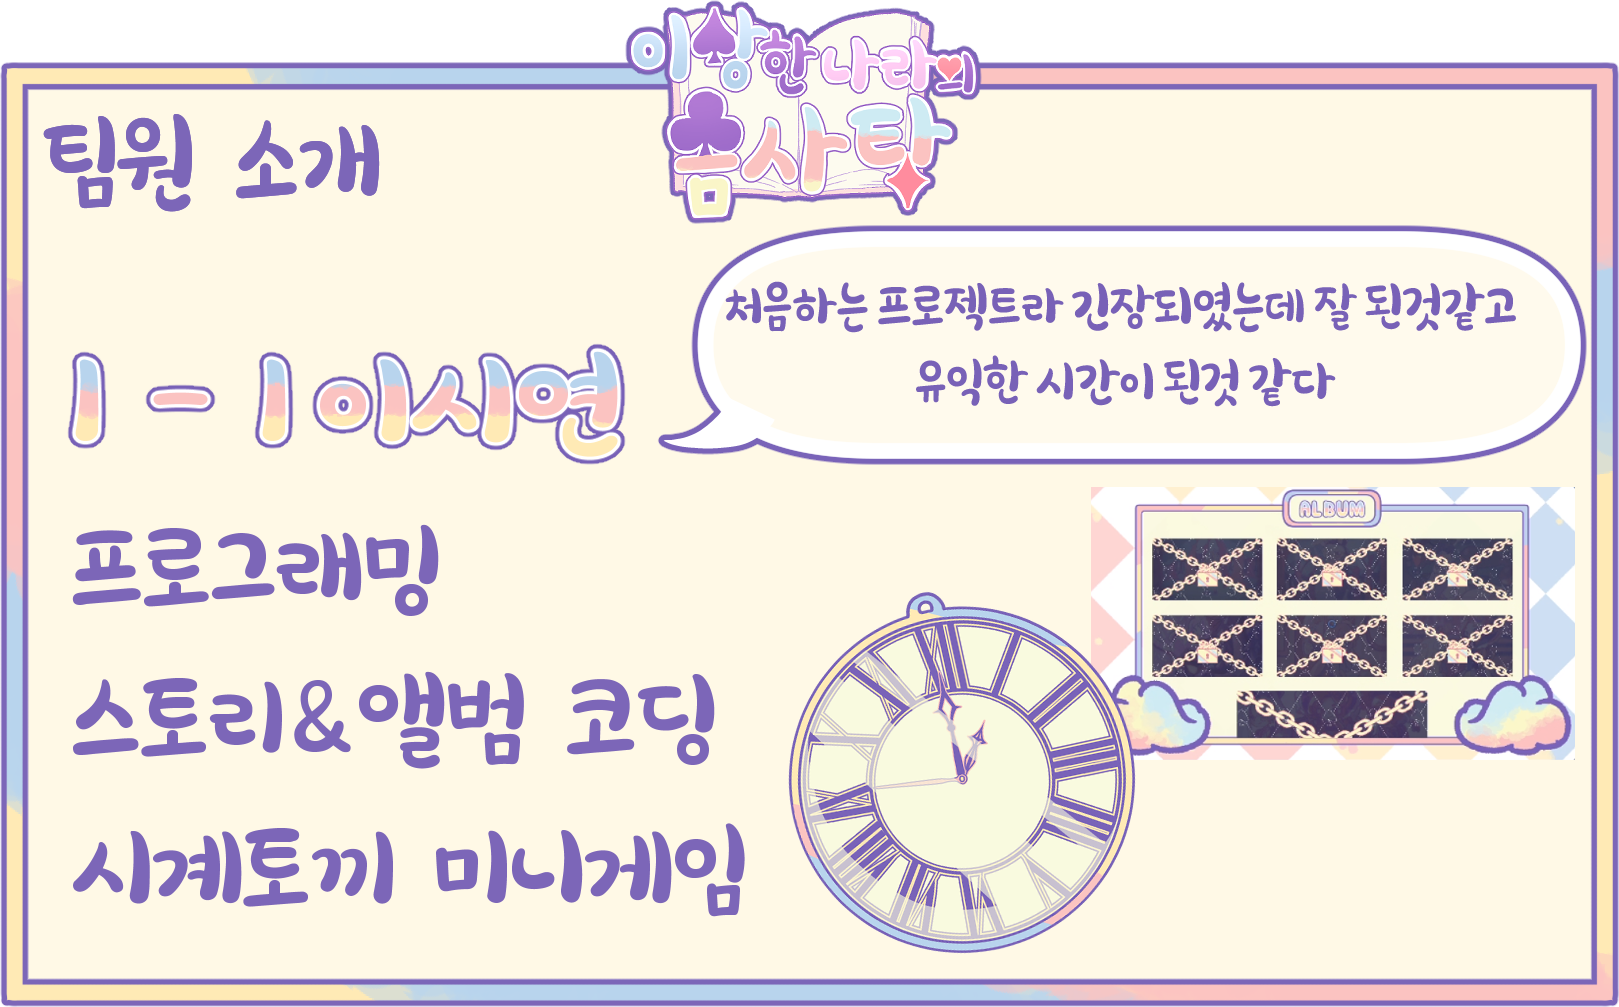 이상한 나라의
솜사탕
팀원 소개
처음하는 프로젝트라 긴장되였는데 잘 된것같고
유익한 시간이 된것 같다
1 - 1 이시연
ALBUM
프로그래밍
스토리&앨범 코딩
시계토끼 미니게임